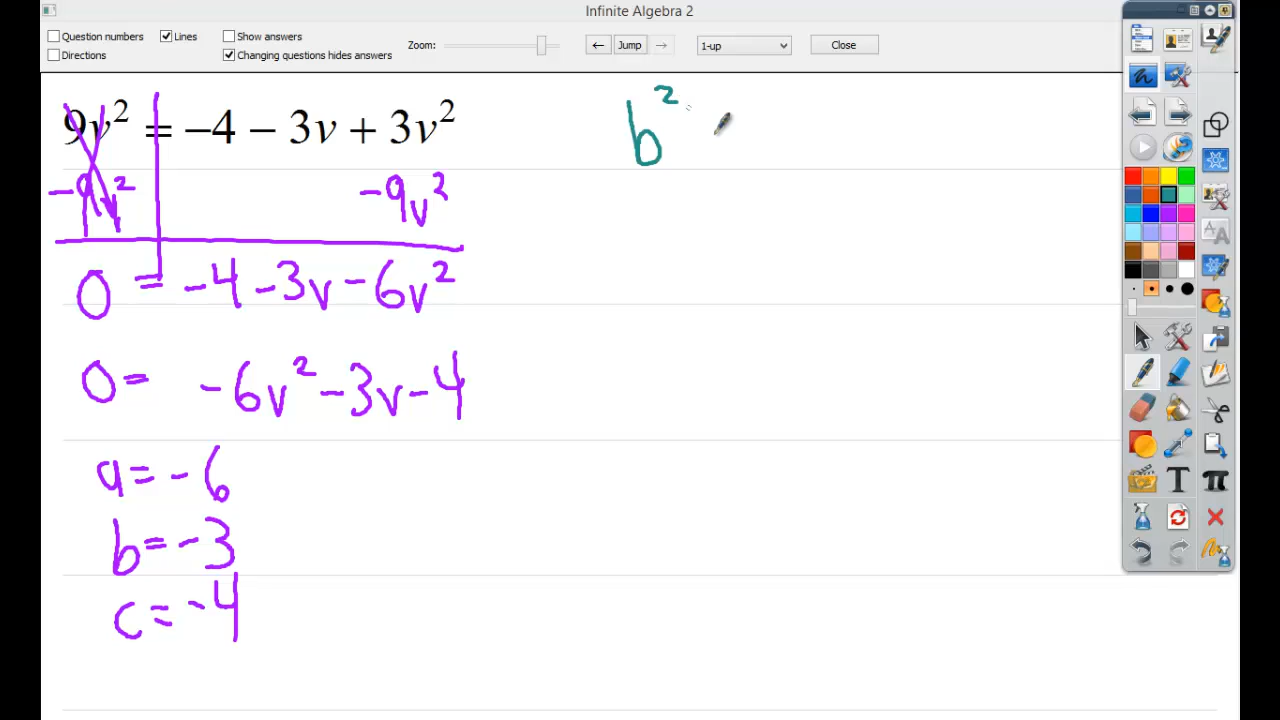 Infinite Algebra 2
Question numbers Lines Show answers
Directions Changing questions hides answers
Zoom: Jump up Close
9v² = −4 − 3v + 3v²
-9v² -9v²
0 = -4-3v-6v²
0= -6v²-3v-4
a=-6
b=-3
c=-4
b²
T π